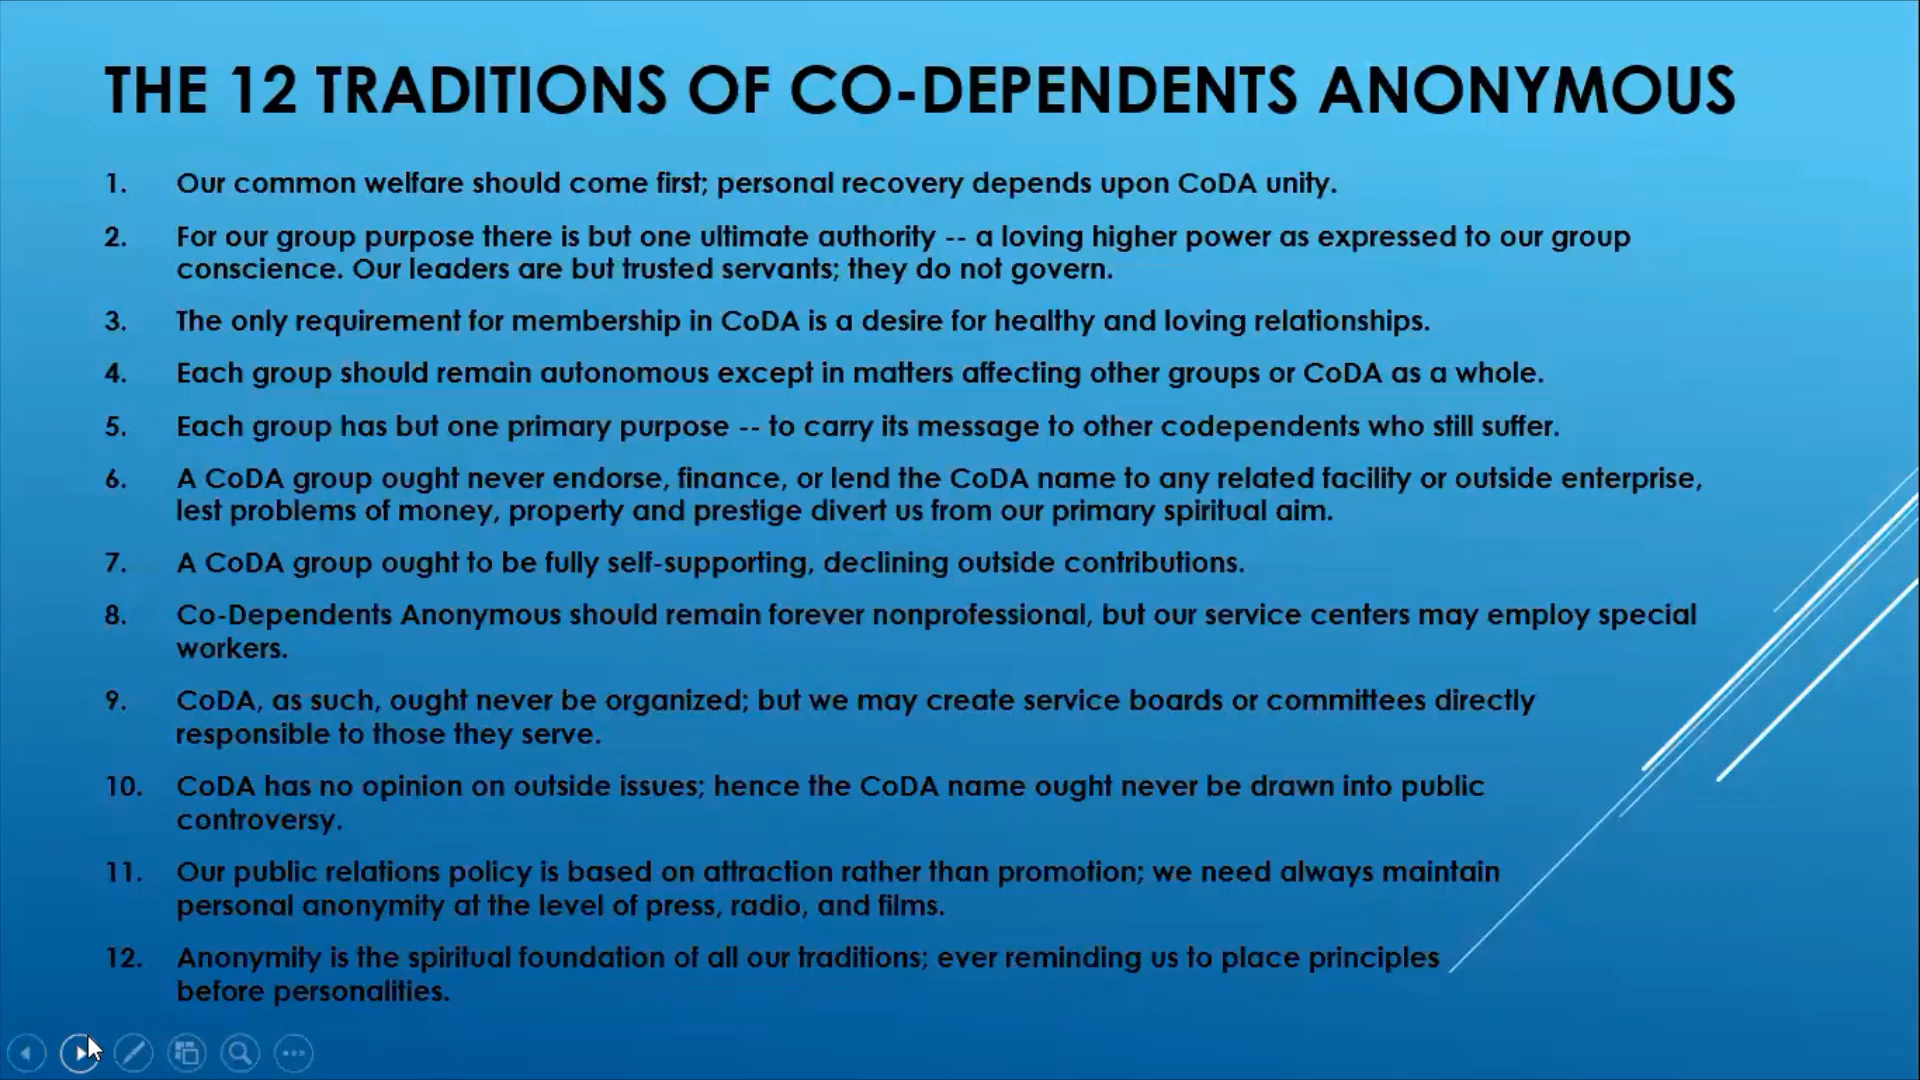 THE 12 TRADITIONS OF CO-DEPENDENTS ANONYMOUS
1. Our common welfare should come first; personal recovery depends upon CoDA unity.
2. For our group purpose there is but one ultimate authority -- a loving higher power as expressed to our group
conscience. Our leaders are but trusted servants; they do not govern.
3. The only requirement for membership in CoDA is a desire for healthy and loving relationships.
4. Each group should remain autonomous except in matters affecting other groups or CoDA as a whole.
5. Each group has but one primary purpose -- to carry its message to other codependents who still suffer.
6. A CoDA group ought never endorse, finance, or lend the CoDA name to any related facility or outside enterprise,
lest problems of money, property and prestige divert us from our primary spiritual aim.
7. A CoDA group ought to be fully self-supporting, declining outside contributions.
8. Co-Dependents Anonymous should remain forever nonprofessional, but our service centers may employ special
workers.
9. CoDA, as such, ought never be organized; but we may create service boards or committees directly
responsible to those they serve.
10. CoDA has no opinion on outside issues; hence the CoDA name ought never be drawn into public
controversy.
11. Our public relations policy is based on attraction rather than promotion; we need always maintain
personal anonymity at the level of press, radio, and films.
12. Anonymity is the spiritual foundation of all our traditions; ever reminding us to place principles
before personalities.